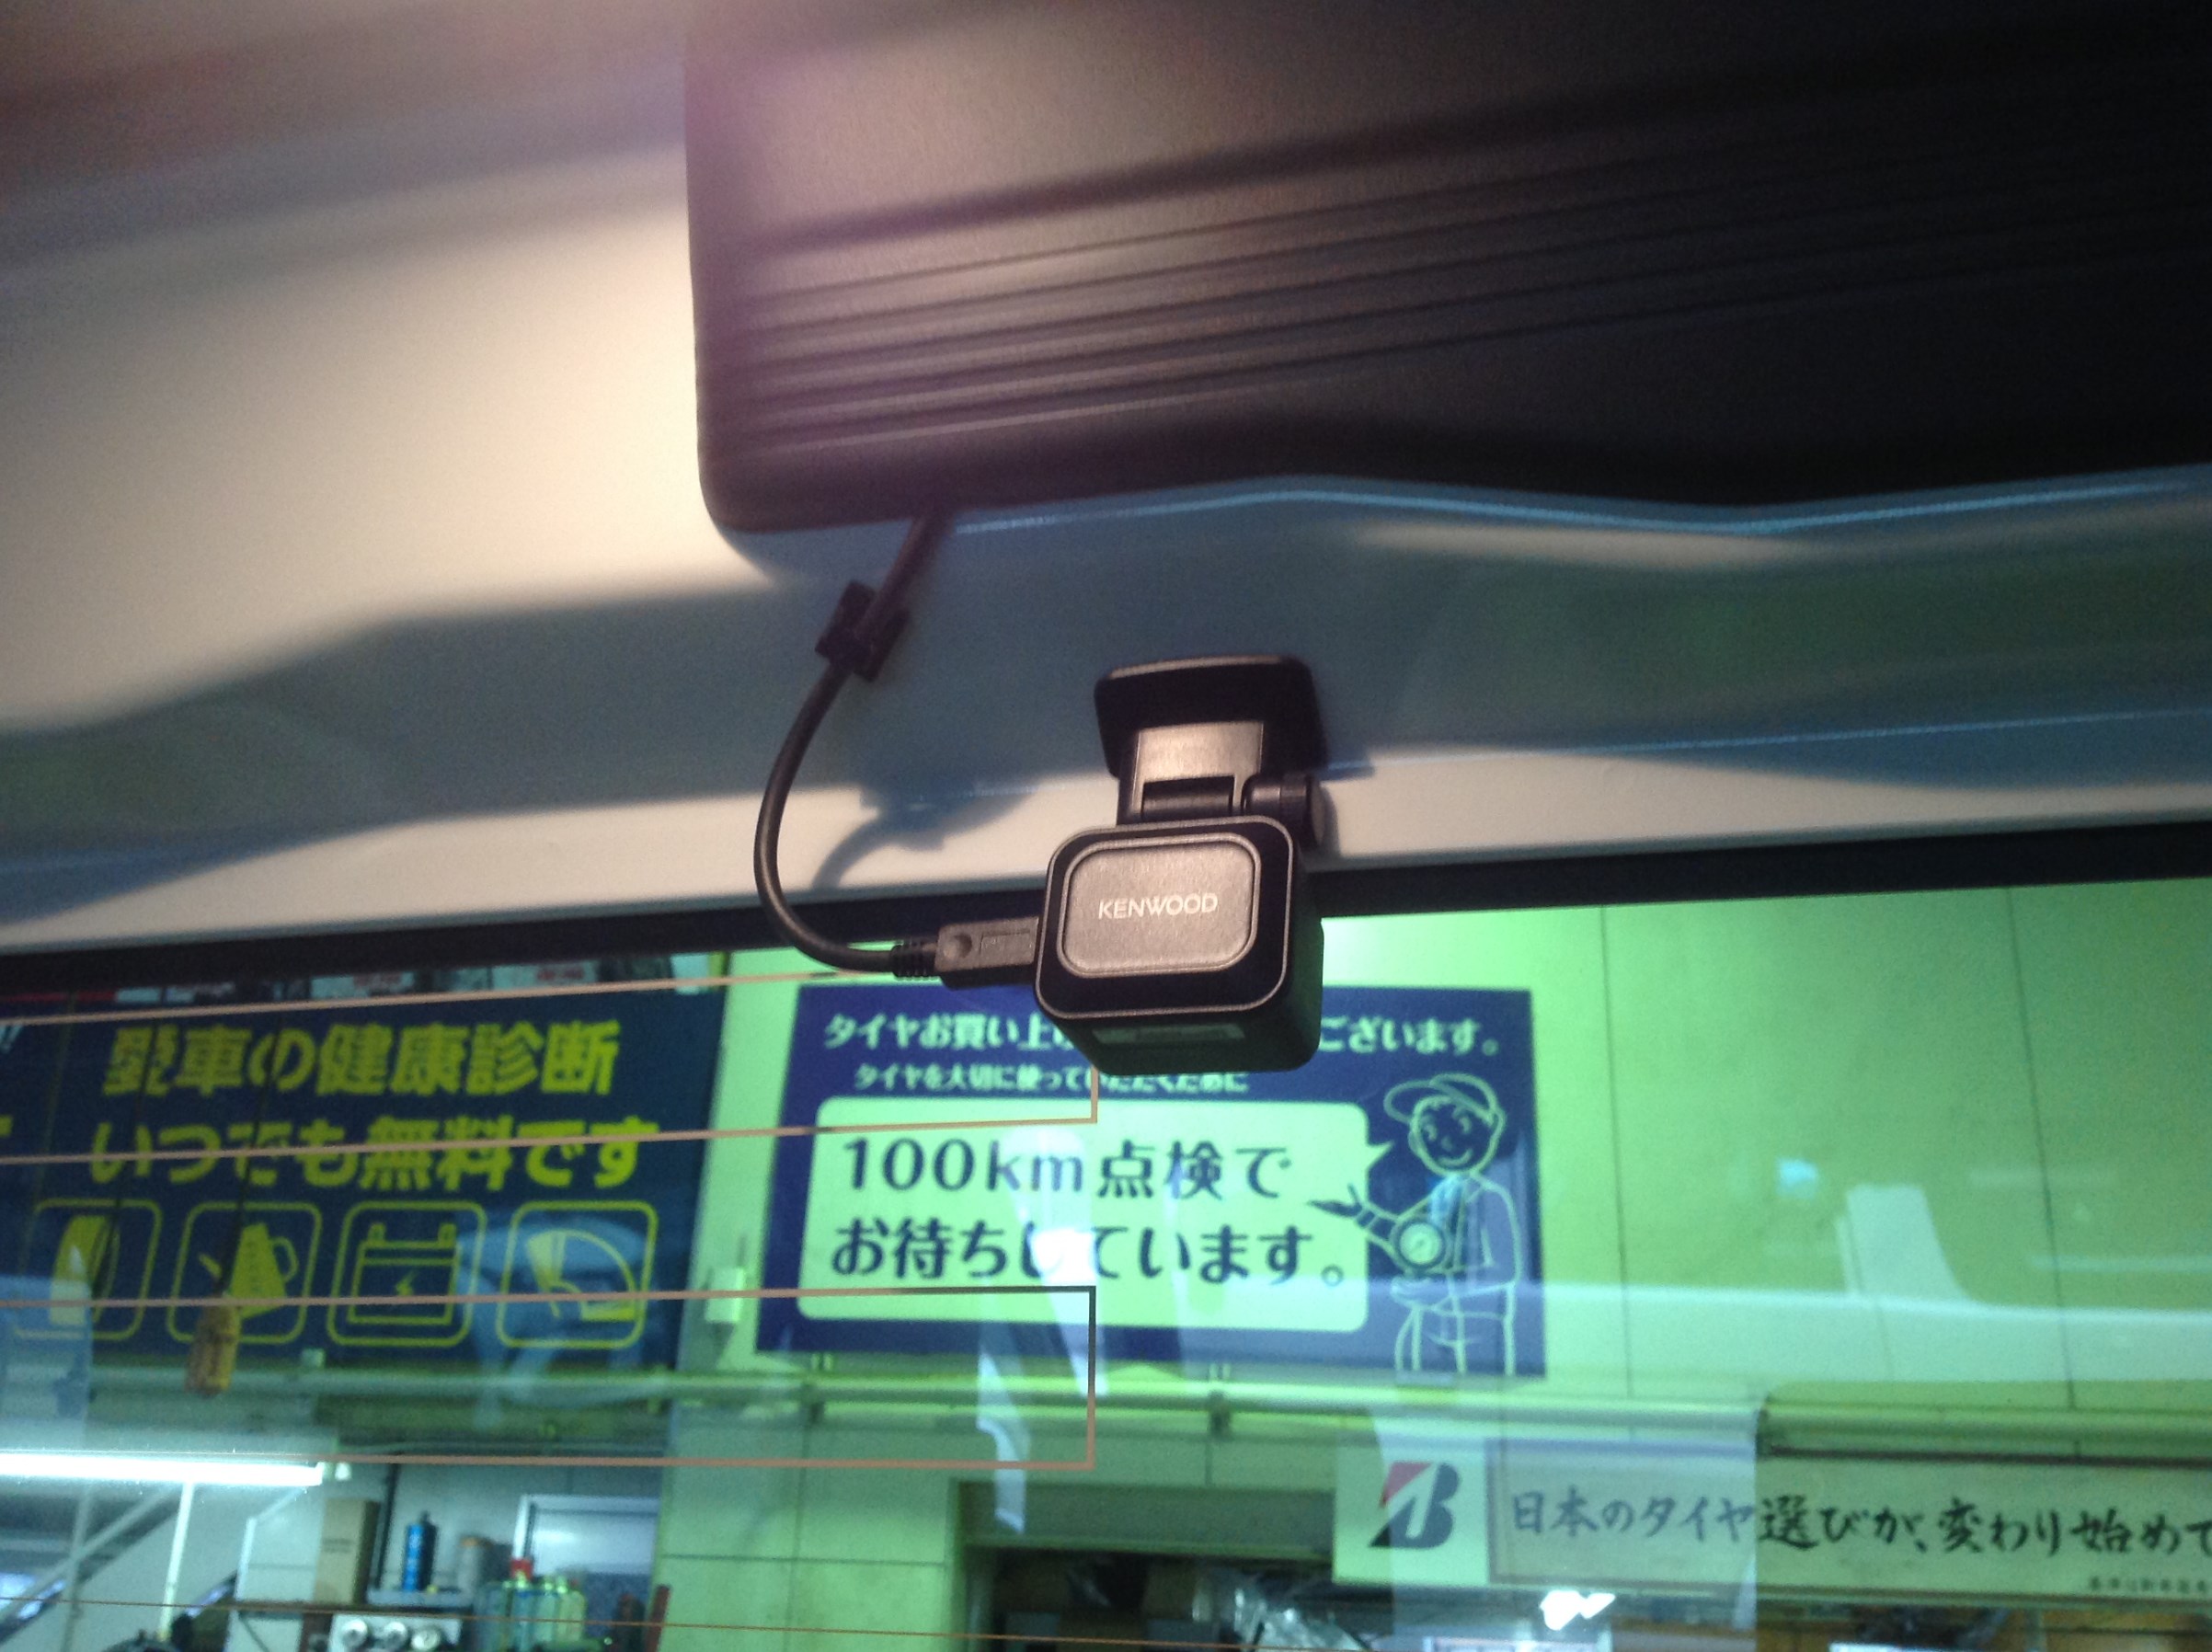 KENWOOD
愛車の健康診断
いつでも無料です
タイヤお買い上 ございます。
タイヤを大切に使っていただくために
100km点検で
お待ちしています。
B
日本のタイヤ選びが、変わり始めて